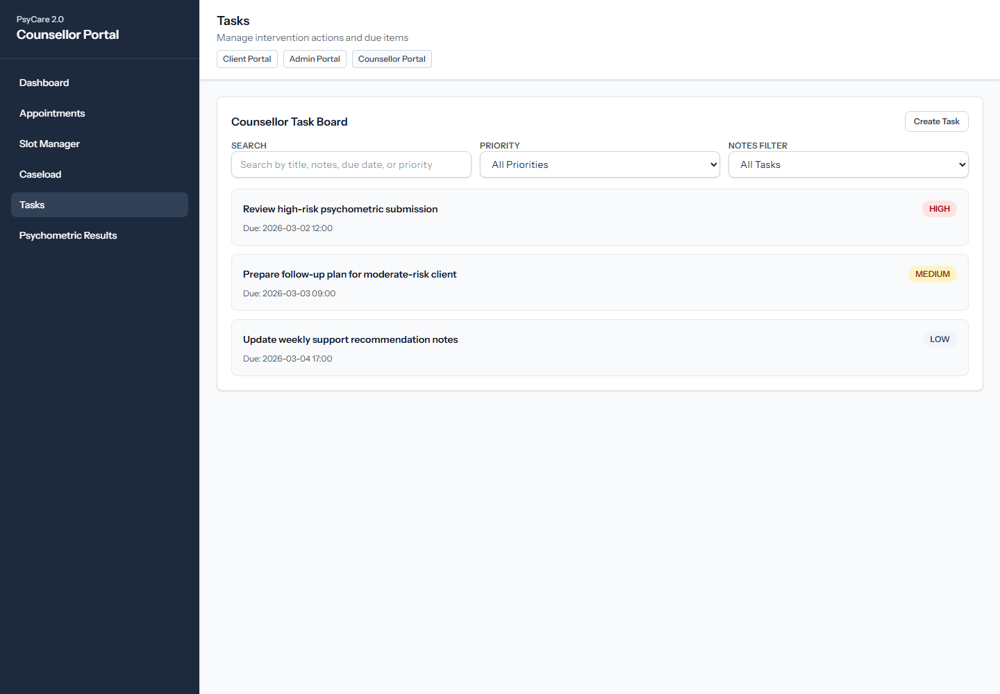 PsyCare 2.0
Counsellor Portal
Dashboard
Appointments
Slot Manager
Caseload
Tasks
Psychometric Results
Tasks
Manage intervention actions and due items
Client Portal
Admin Portal
Counsellor Portal
Counsellor Task Board
Create Task
SEARCH
PRIORITY
NOTES FILTER
Search by title, notes, due date, or priority
All Priorities
All Tasks
Review high-risk psychometric submission
HIGH
Due: 2026-03-02 12:00
Prepare follow-up plan for moderate-risk client
MEDIUM
Due: 2026-03-03 09:00
Update weekly support recommendation notes
LOW
Due: 2026-03-04 17:00